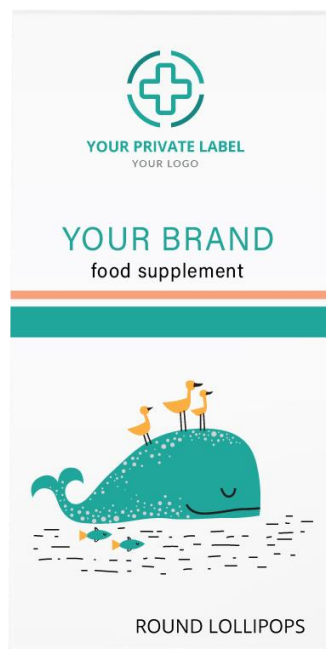 YOUR PRIVATE LABEL
YOUR LOGO
YOUR BRAND
food supplement
ROUND LOLLIPOPS